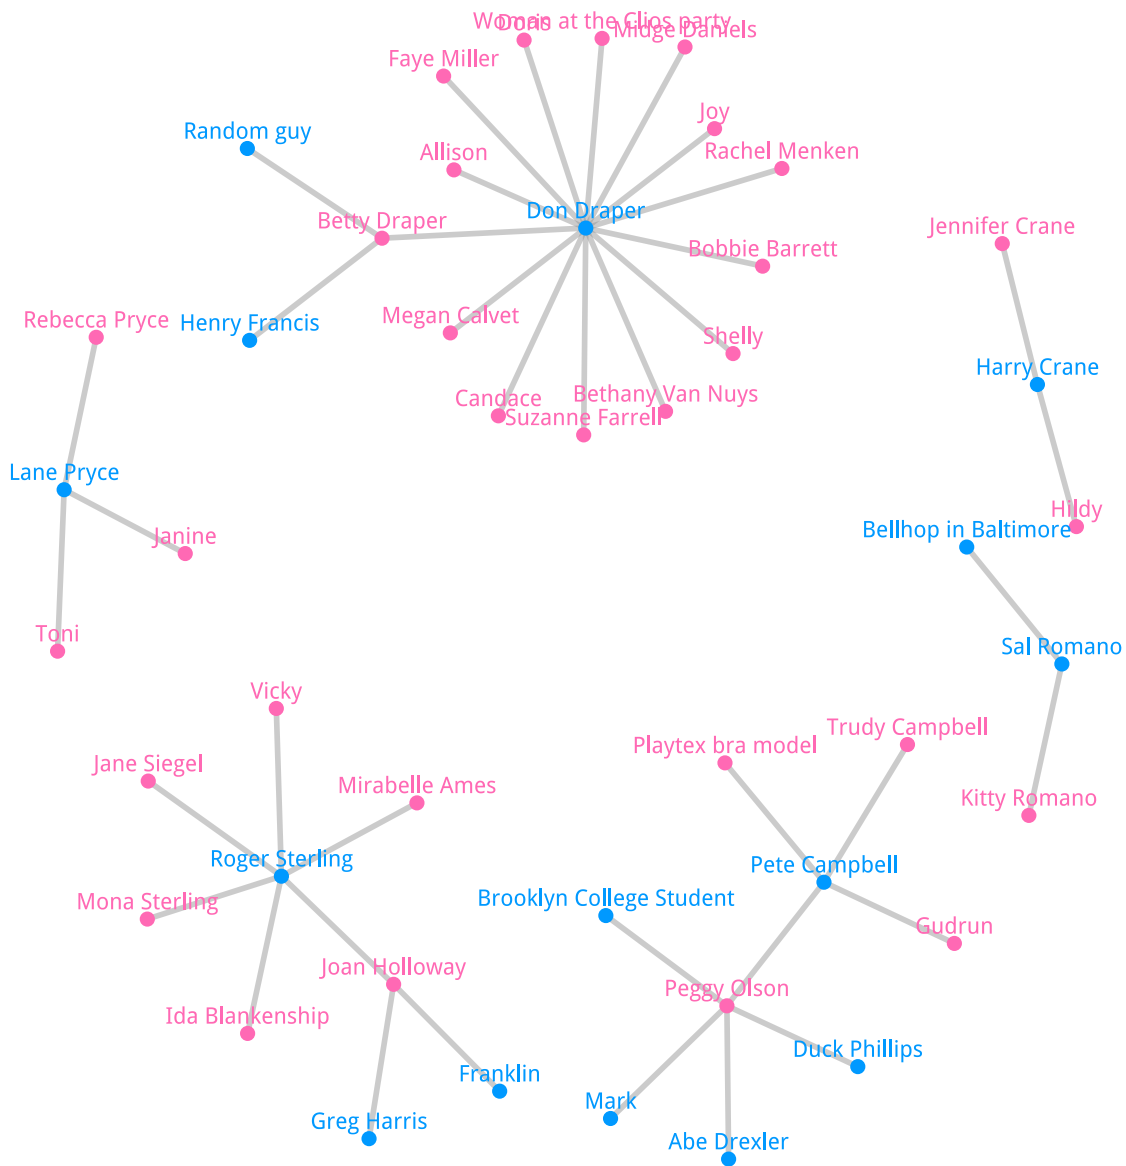 Woman at the Clios party
Doris
Midge Daniels
Faye Miller
Joy
Random guy
Allison
Rachel Menken
Don Draper
Betty Draper
Jennifer Crane
Bobbie Barrett
Megan Calvet
Henry Francis
Rebecca Pryce
Shelly
Harry Crane
Candace
Bethany Van Nuys
Suzanne Farrell
Lane Pryce
Hildy
Bellhop in Baltimore
Janine
Toni
Sal Romano
Vicky
Trudy Campbell
Playtex bra model
Jane Siegel
Mirabelle Ames
Kitty Romano
Roger Sterling
Pete Campbell
Mona Sterling
Brooklyn College Student
Gudrun
Joan Holloway
Peggy Olson
Ida Blankenship
Duck Phillips
Franklin
Mark
Greg Harris
Abe Drexler